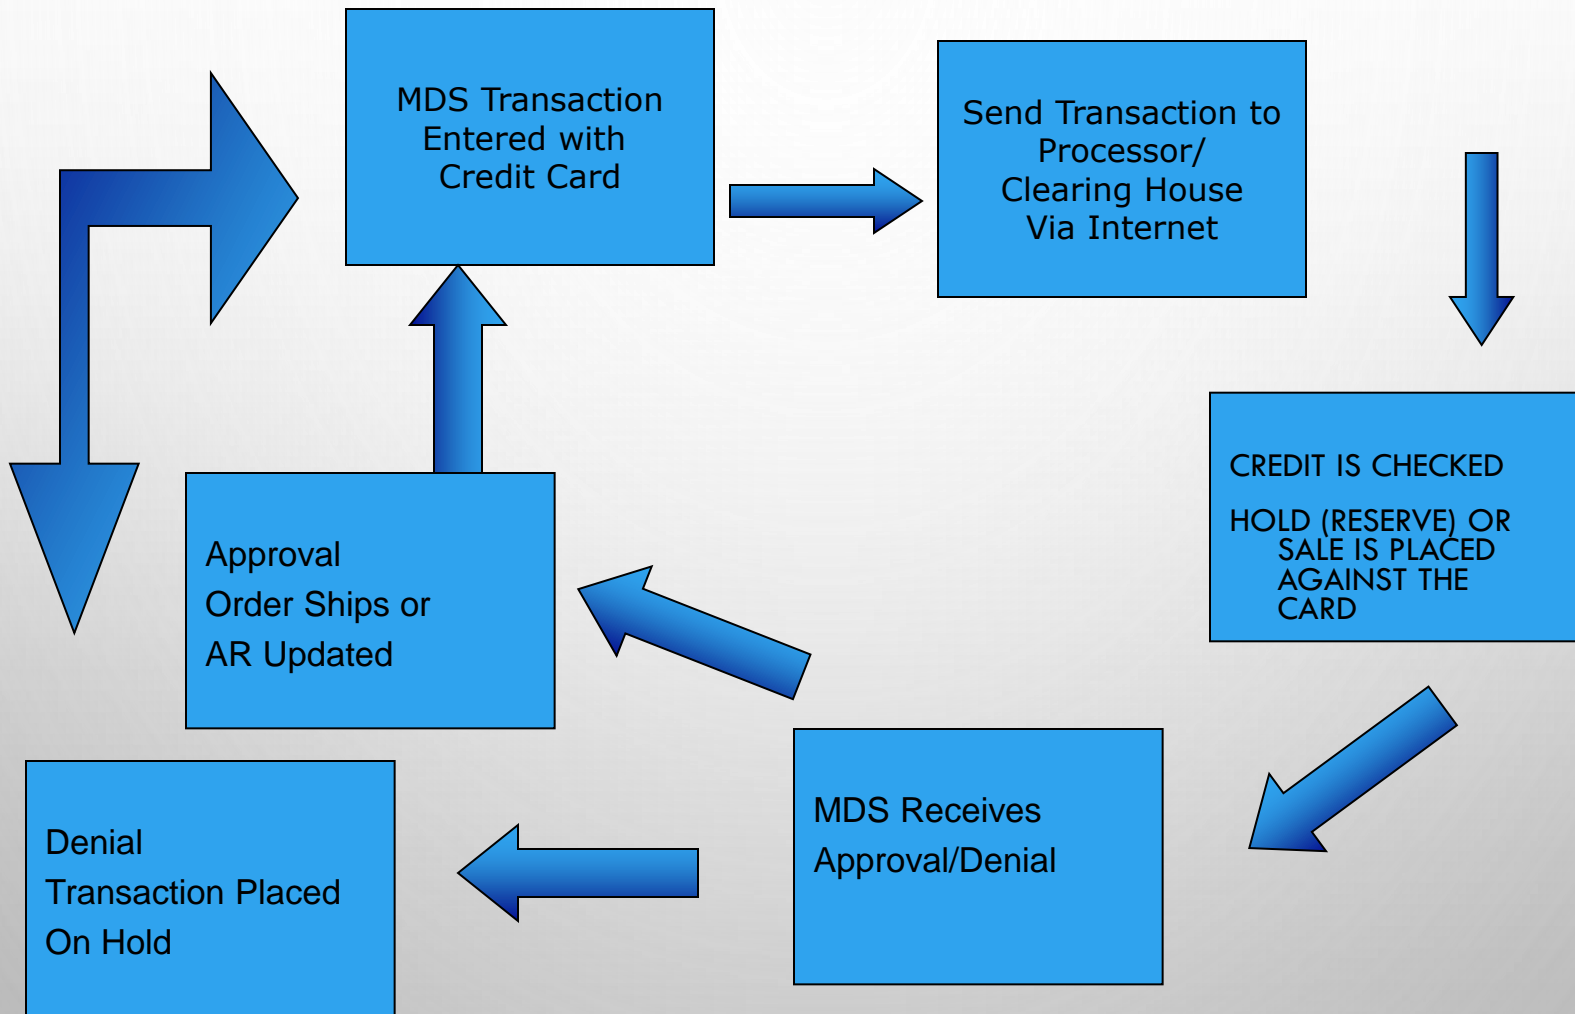 MDS Transaction
Entered with
Credit Card
Send Transaction to
Processor/
Clearing House
Via Internet
CREDIT IS CHECKED
HOLD (RESERVE) OR
SALE IS PLACED
AGAINST THE
CARD
MDS Receives
Approval/Denial
Approval
Order Ships or
AR Updated
Denial
Transaction Placed
On Hold